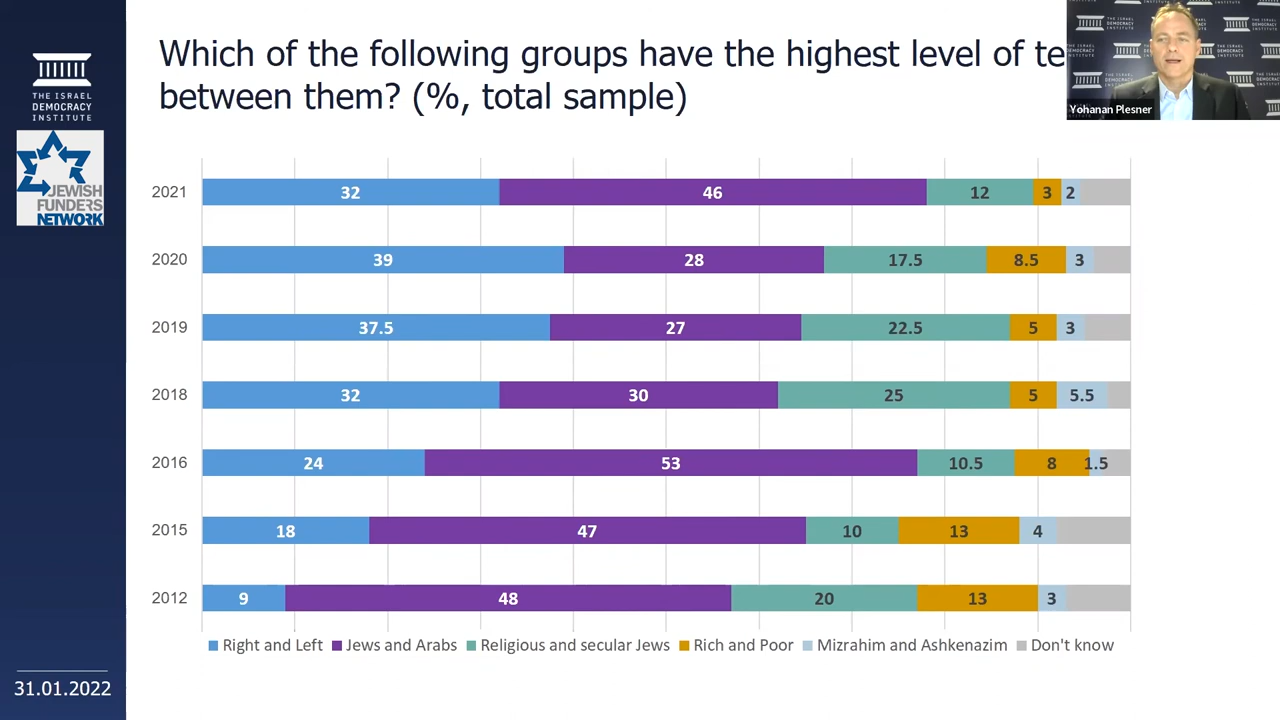 Which of the following groups have the highest level of te
between them? (%, total sample)
Yohanan Plesner
THE ISRAEL
DEMOCRACY
INSTITUTE
JEWISH
FUNDERS
NETWORK
2021 32 46 12 3 2
2020 39 28 17.5 8.5 3
2019 37.5 27 22.5 5 3
2018 32 30 25 5 5.5
2016 24 53 10.5 8 1.5
2015 18 47 10 13 4
2012 9 48 20 13 3
Right and Left Jews and Arabs Religious and secular Jews Rich and Poor Mizrahim and Ashkenazim Don't know
31.01.2022